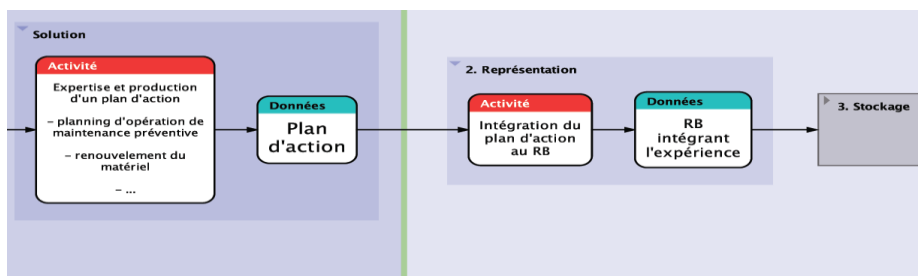 Solution
Activité
Expertise et production
d'un plan d'action
– planning d'opération de
maintenance préventive
– renouvelement du
matériel
– ...
Données
Plan
d'action
2. Représentation
Activité
Intégration du
plan d'action
au RB
Données
RB
intégrant
l'expérience
3. Stockage